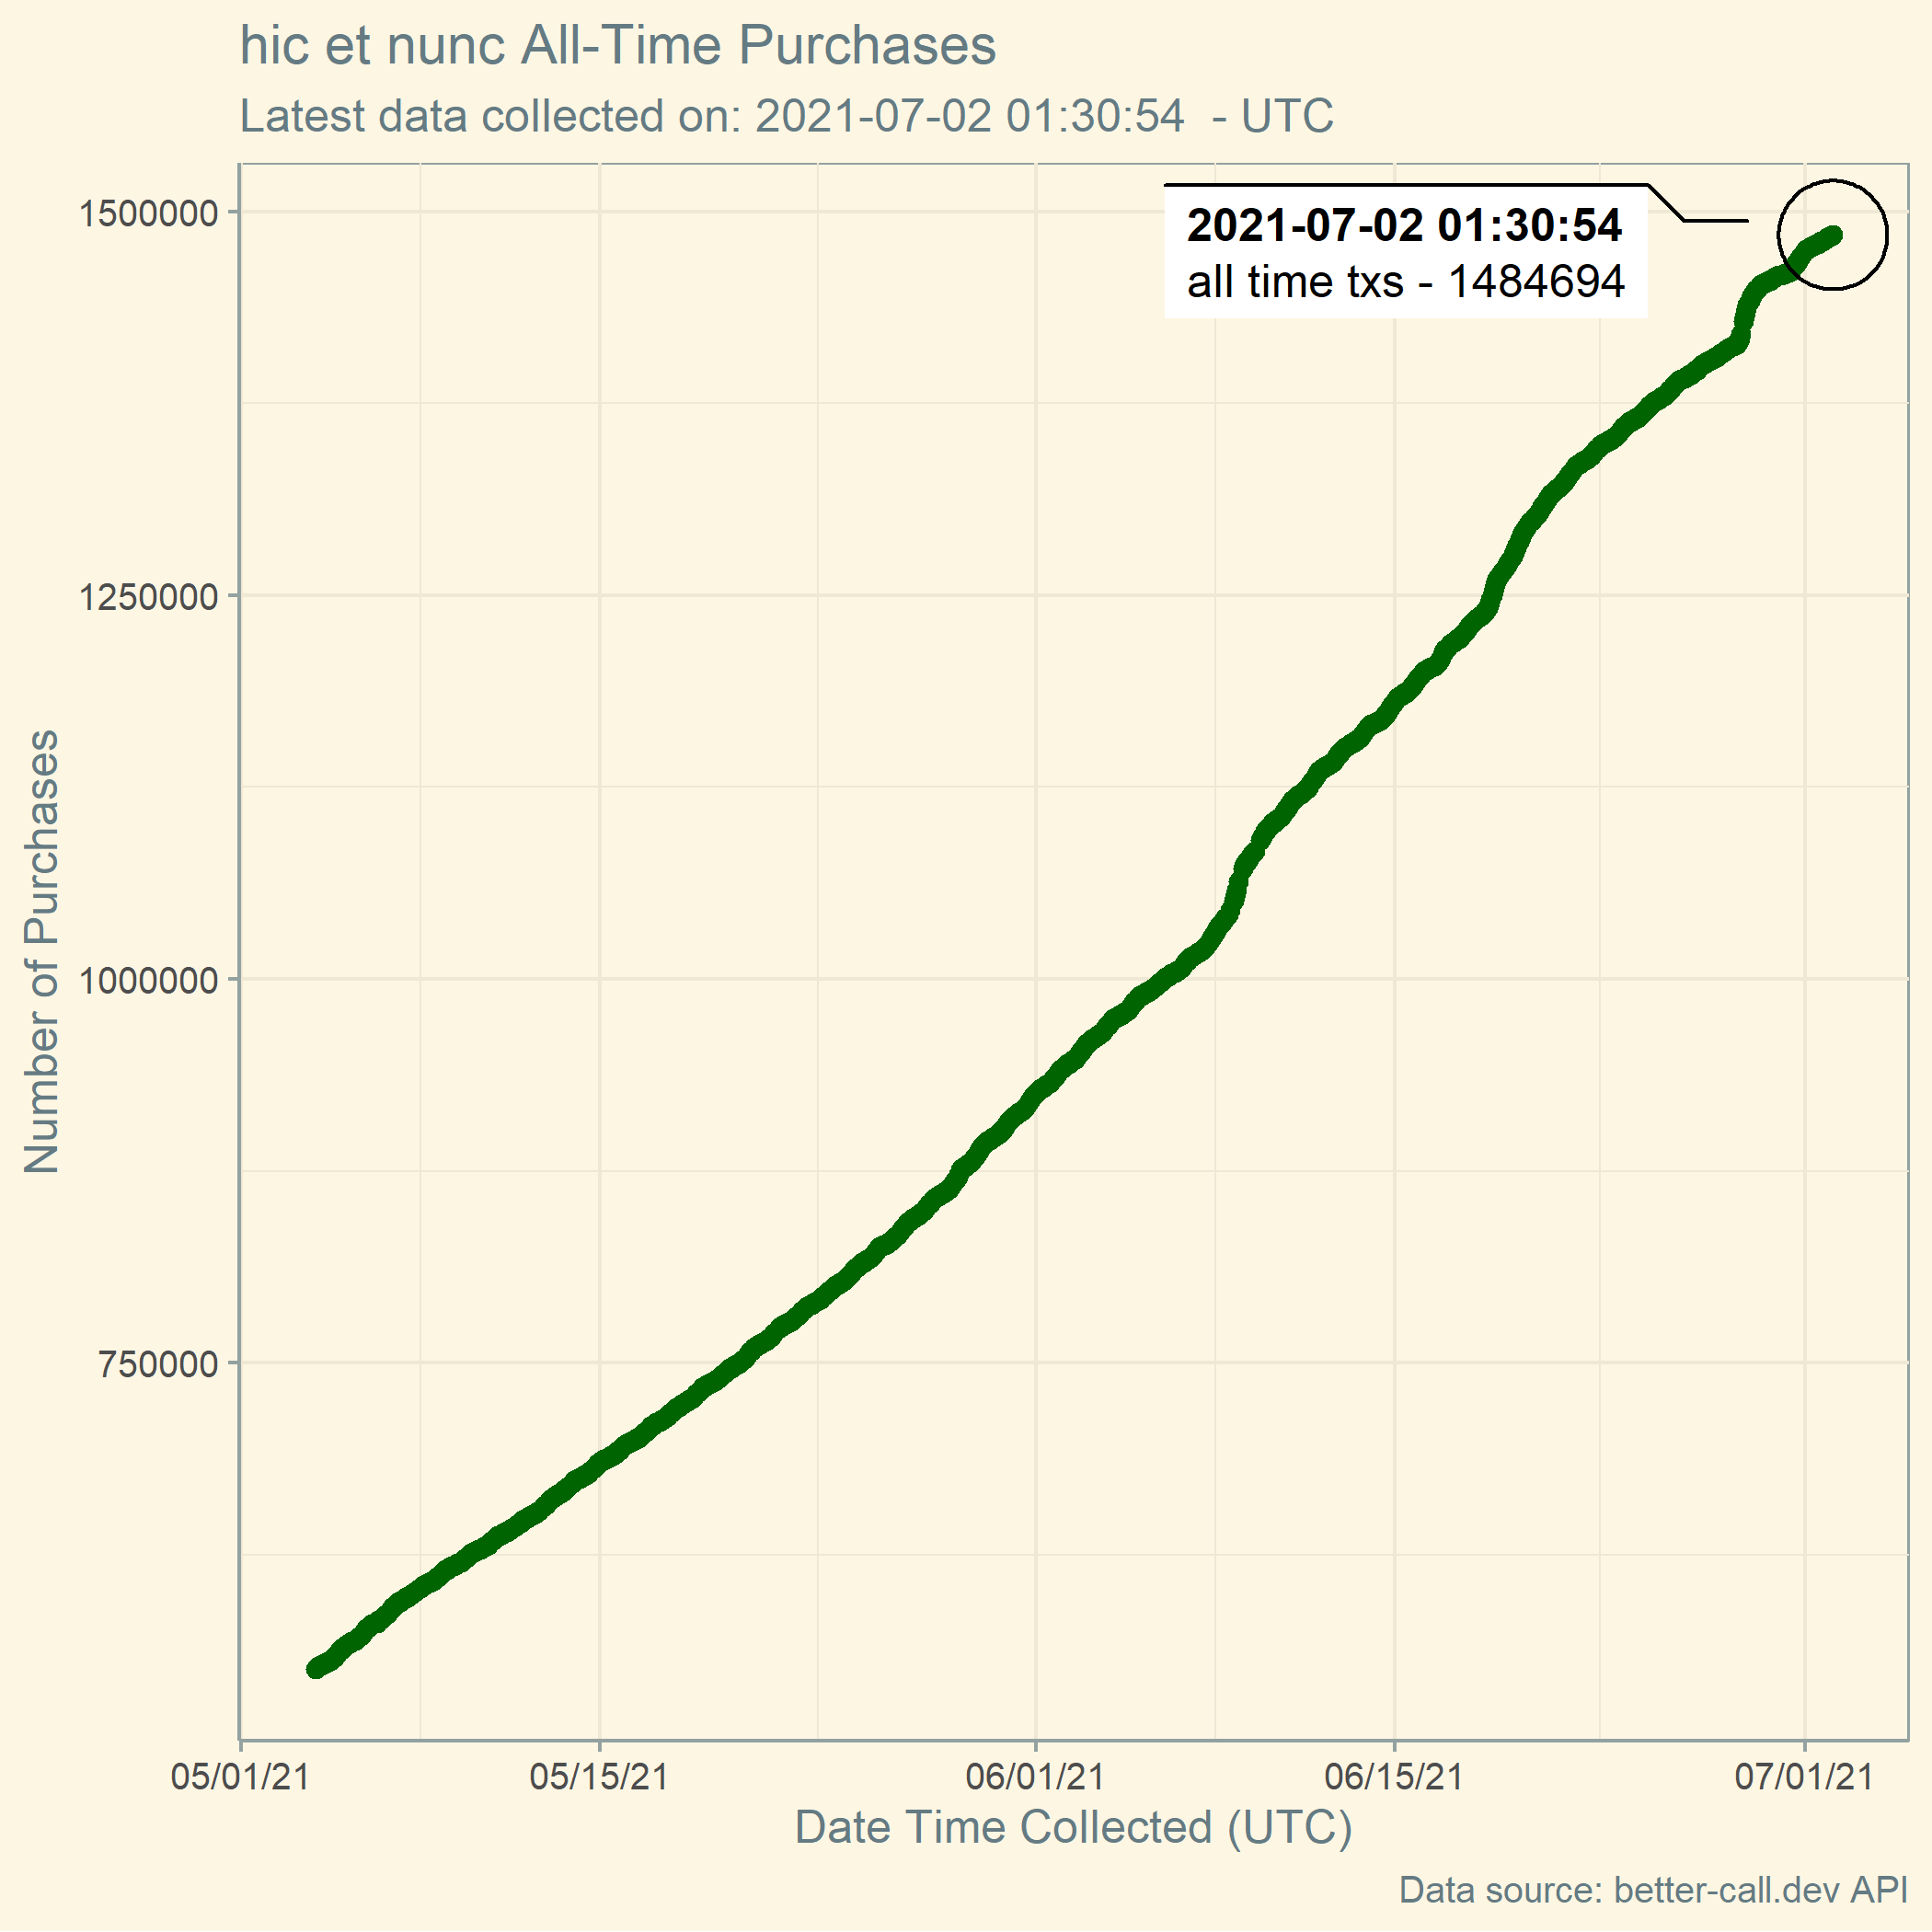 hic et nunc All-Time Purchases
Latest data collected on: 2021-07-02 01:30:54  - UTC
2021-07-02 01:30:54
all time txs - 1484694
Number of Purchases
1500000
1250000
1000000
750000
05/01/21 05/15/21 06/01/21 06/15/21 07/01/21
Date Time Collected (UTC)
Data source: better-call.dev API